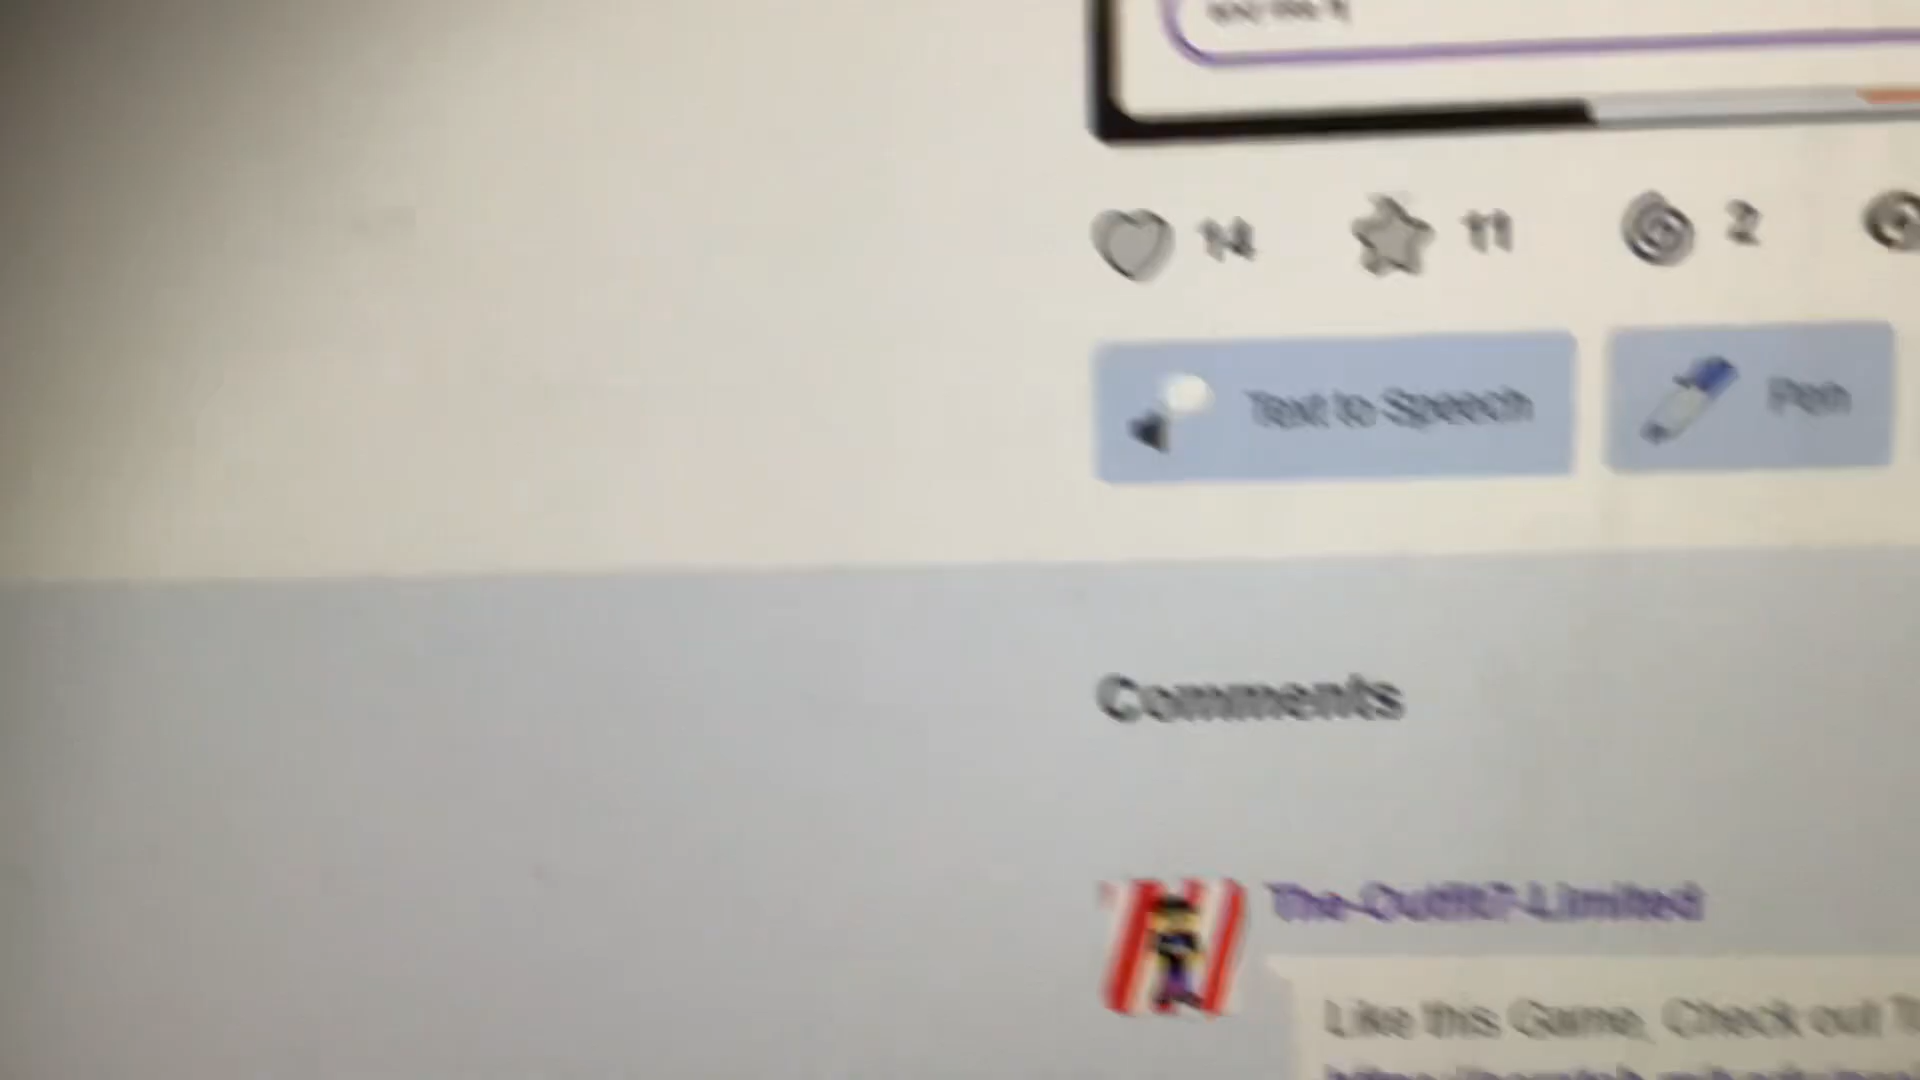 14
11
2
Text to Speech
Pen
Comments
The-Outfit7-Limited
Like this Game, Check out